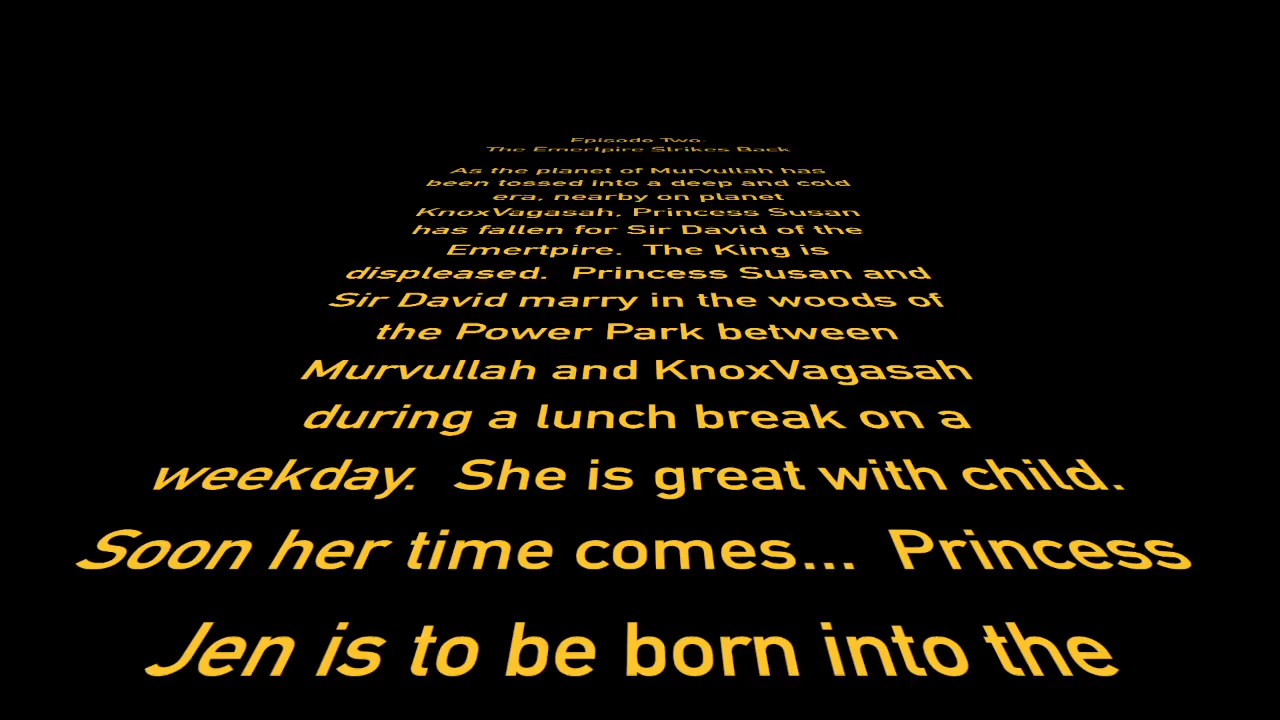 Episode Two
The Emertpire Strikes Back
As the planet of Murvullah has
been tossed into a deep and cold
era, nearby on planet
KnoxVagasah, Princess Susan
has fallen for Sir David of the
Emertpire.  The King is
displeased.  Princess Susan and
Sir David marry in the woods of
the Power Park between
Murvullah and KnoxVagasah
during a lunch break on a
weekday.  She is great with child.
Soon her time comes...  Princess
Jen is to be born into the